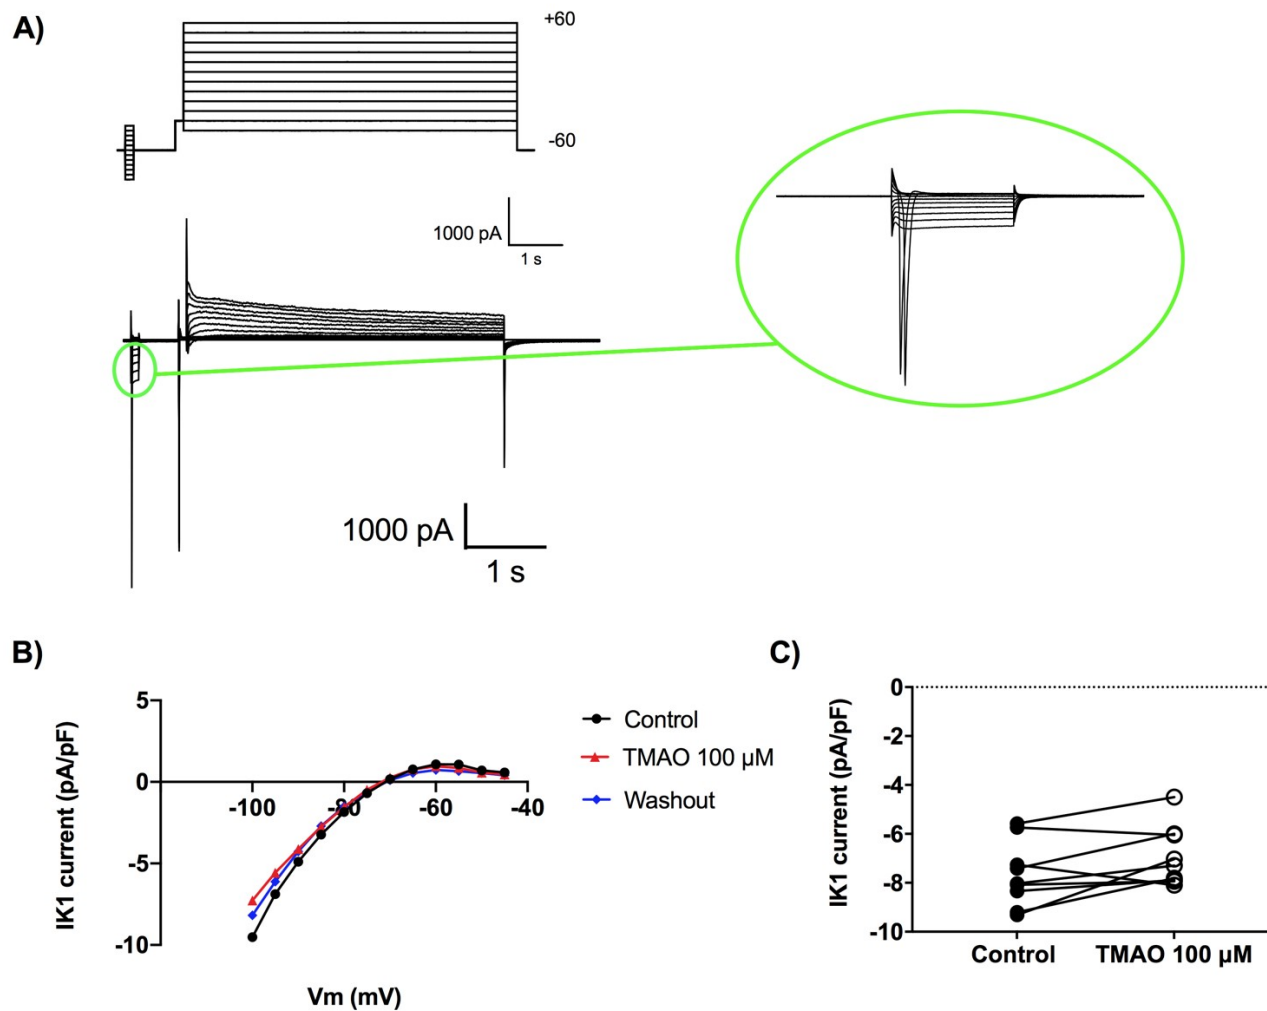 A)
+60
-60
1000 pA
1 s
1000 pA
1 s
B)
5
0
-5
-10
-100
-80
-60
-40
IK1 current (pA/pF)
Vm (mV)
Control
TMAO 100 µM
Washout
C)
0
-2
-4
-6
-8
-10
IK1 current (pA/pF)
Control
TMAO 100 µM